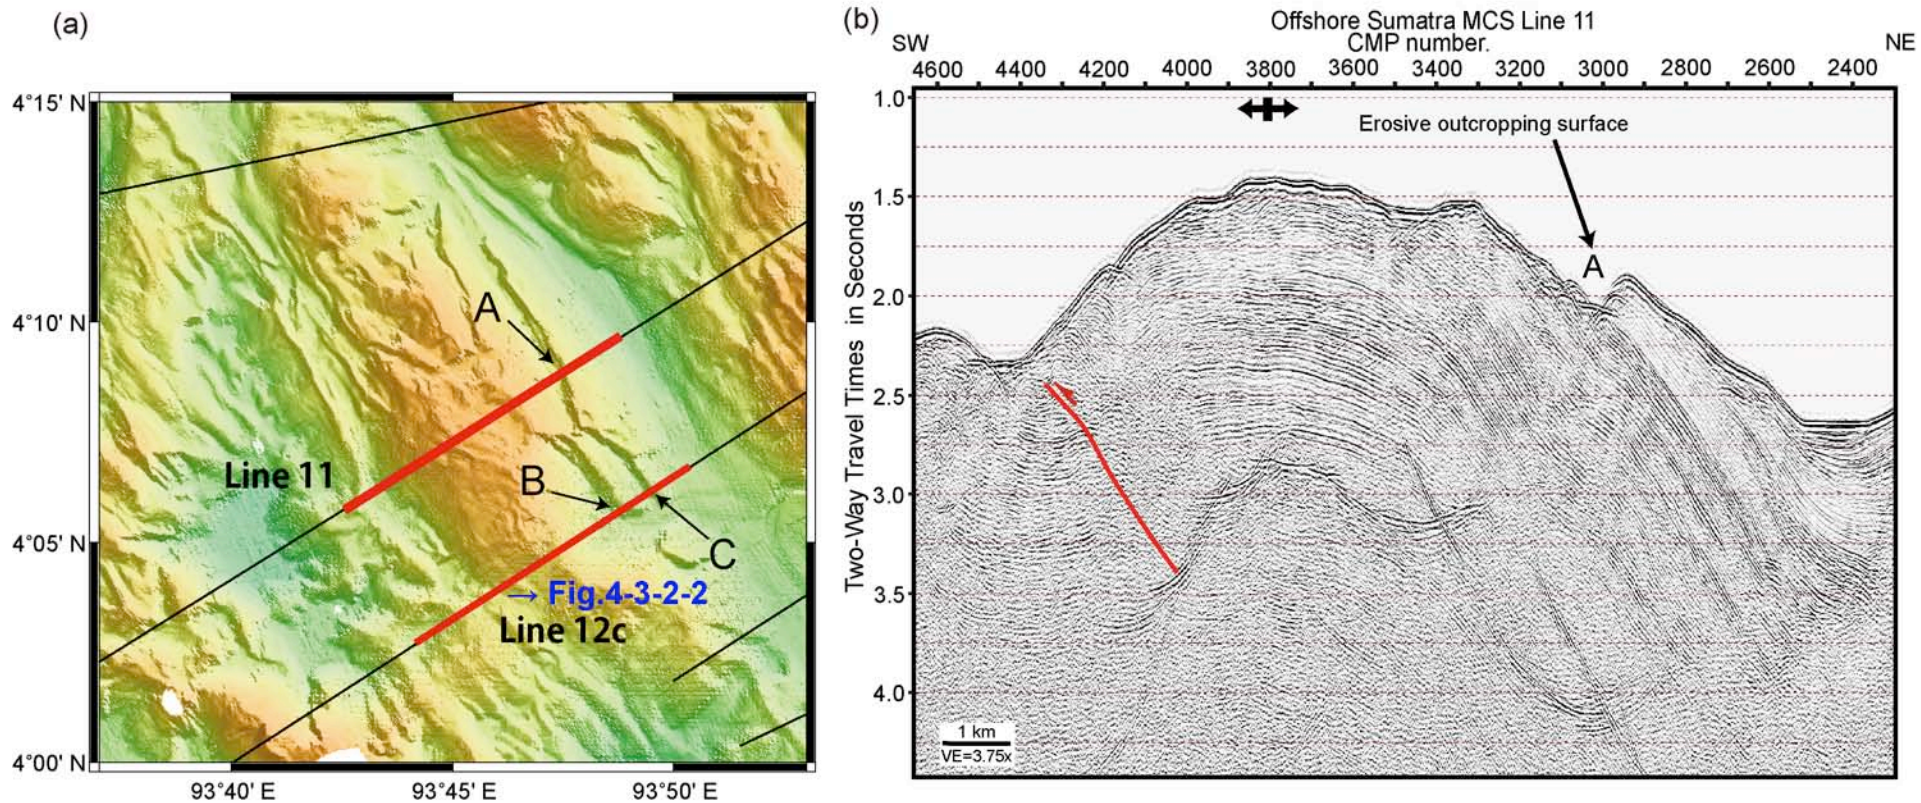 (a)
4°15' N
4°10' N
4°05' N
4°00' N
93°40' E
93°45' E
93°50' E
A
Line 11
B
C
→ Fig.4-3-2-2
Line 12c
(b)
Offshore Sumatra MCS Line 11
SW
CMP number.
NE
4600 4400 4200 4000 3800 3600 3400 3200 3000 2800 2600 2400
Two-Way Travel Times in Seconds
1.0
1.5
2.0
2.5
3.0
3.5
4.0
Erosive outcropping surface
A
1 km
VE=3.75x